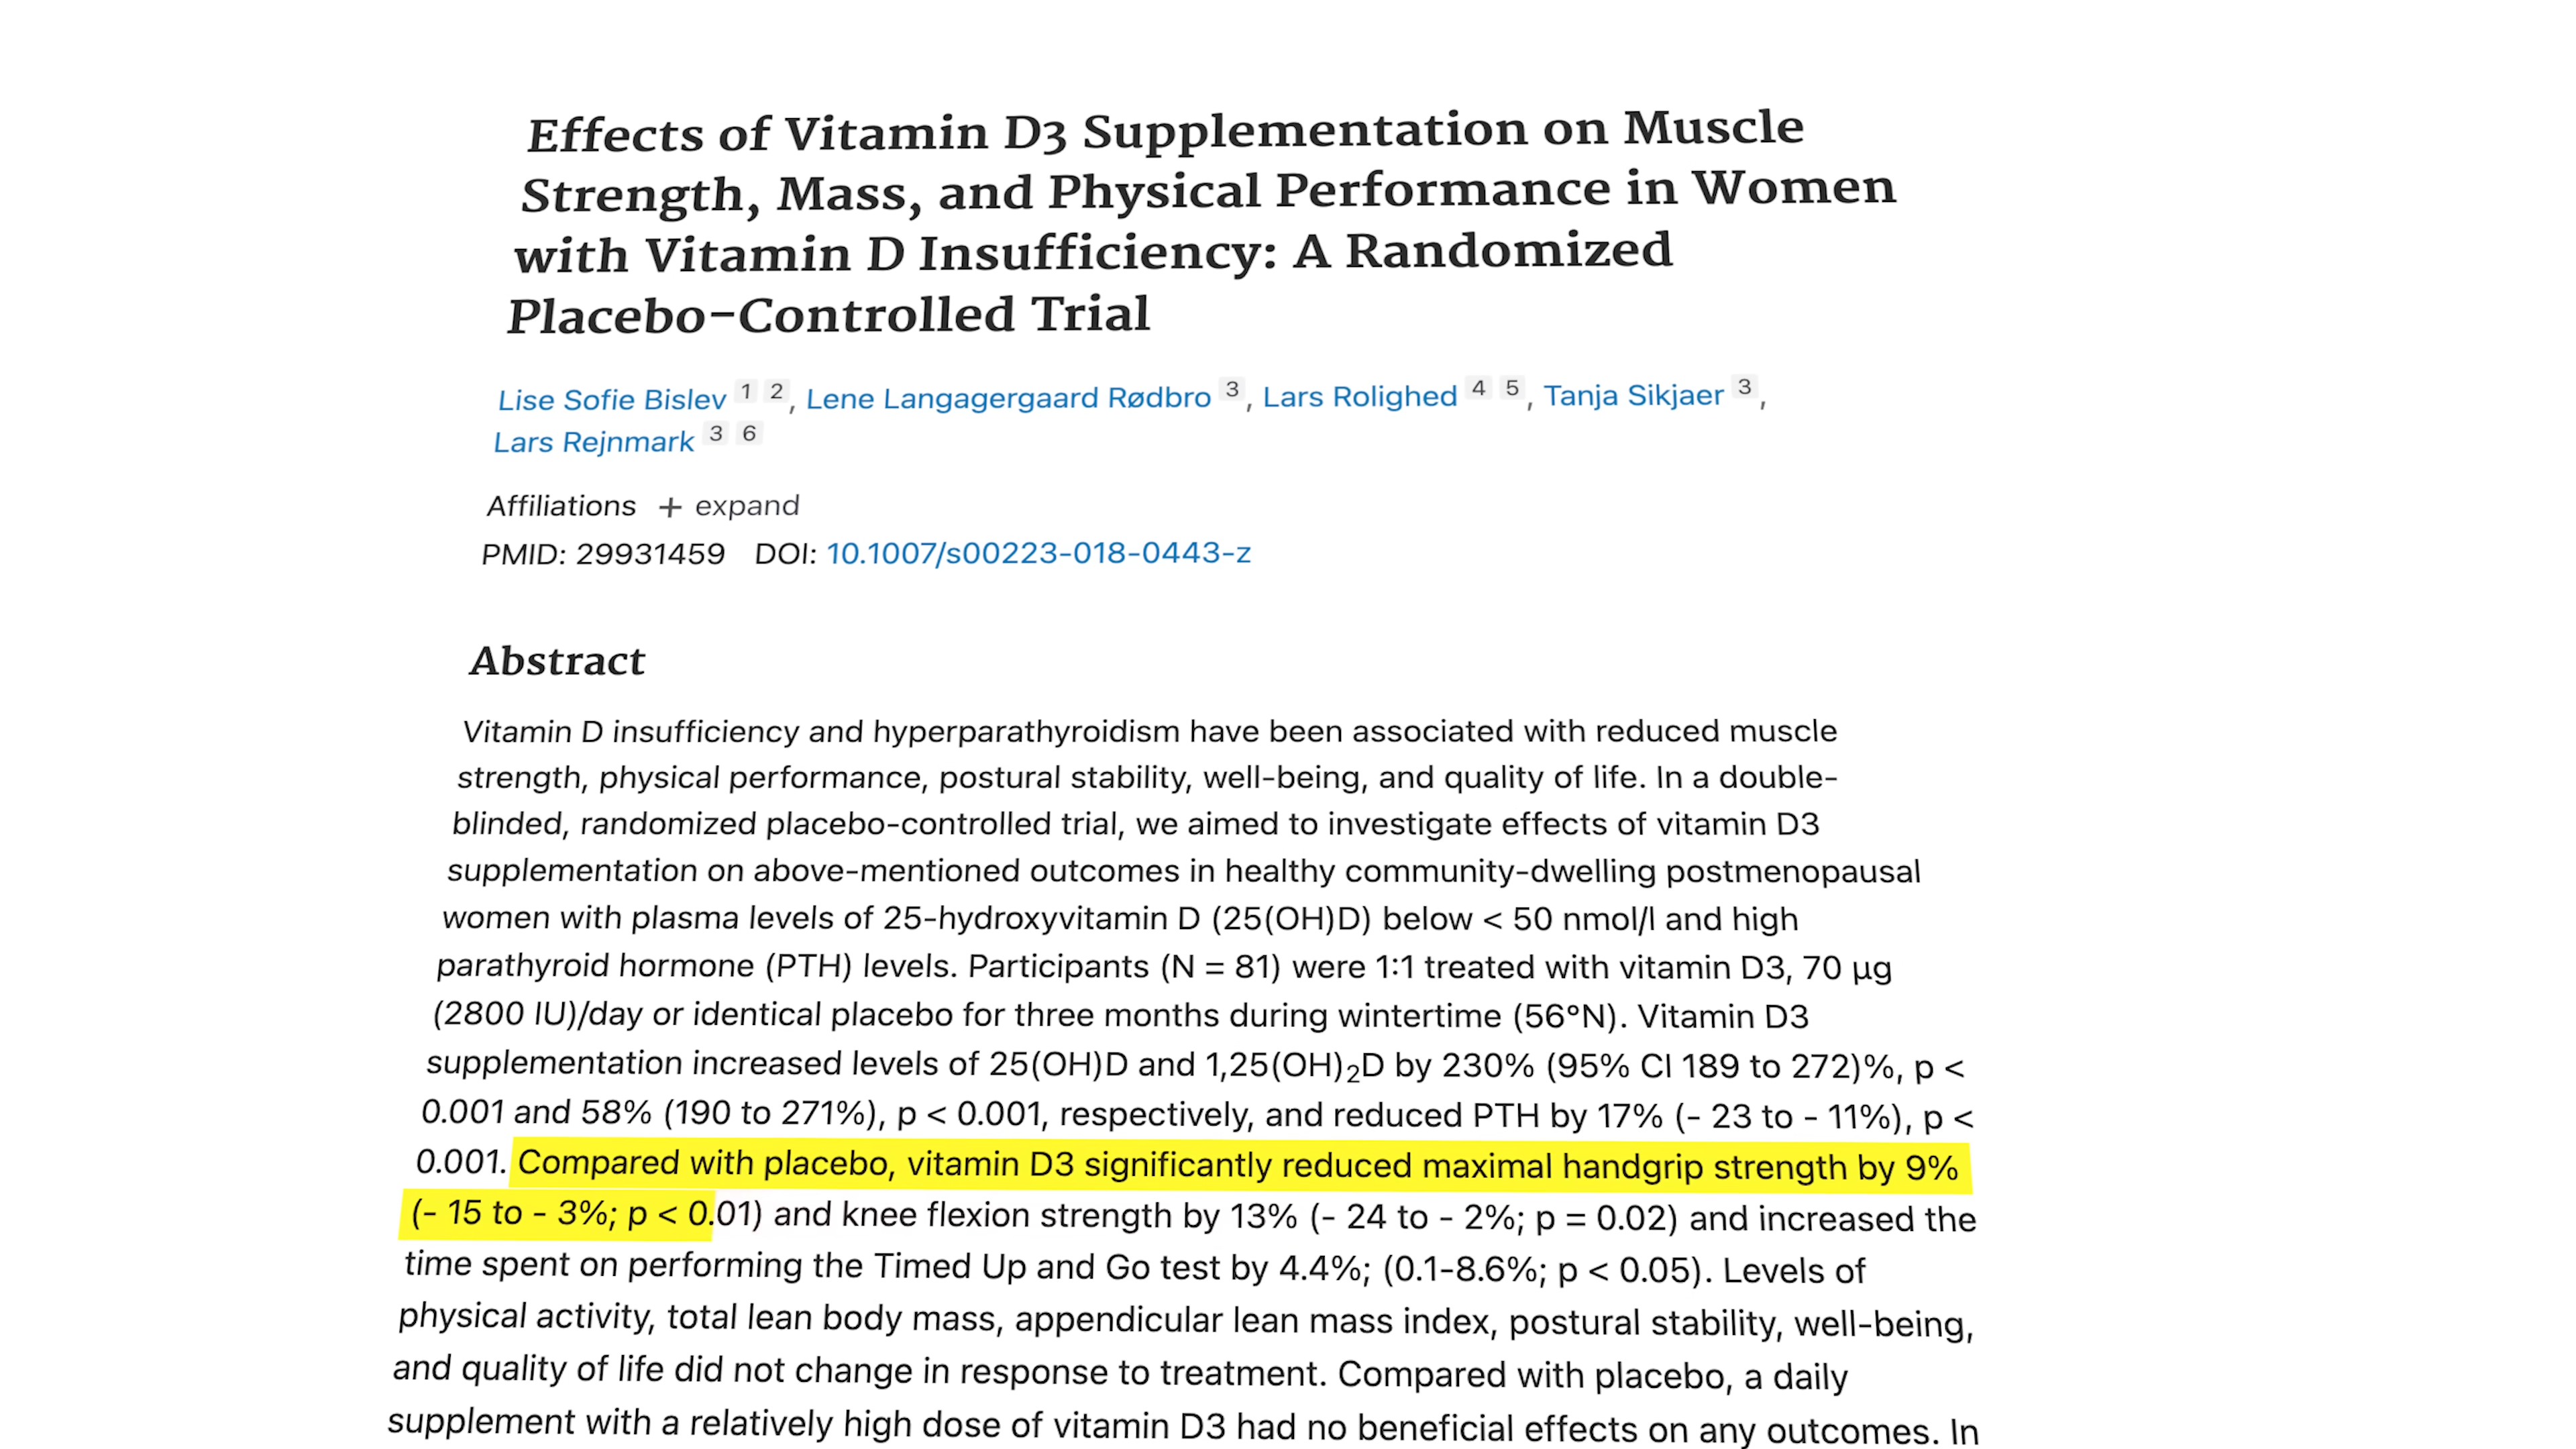 Effects of Vitamin D3 Supplementation on Muscle
Strength, Mass, and Physical Performance in Women
with Vitamin D Insufficiency: A Randomized
Placebo-Controlled Trial
Lise Sofie Bislev 1 2, Lene Langagergaard Rødbro 3, Lars Rolighed 4 5, Tanja Sikjaer 3,
Lars Rejnmark 3 6
Affiliations + expand
PMID: 29931459 DOI: 10.1007/s00223-018-0443-z
Abstract
Vitamin D insufficiency and hyperparathyroidism have been associated with reduced muscle
strength, physical performance, postural stability, well-being, and quality of life. In a double-
blinded, randomized placebo-controlled trial, we aimed to investigate effects of vitamin D3
supplementation on above-mentioned outcomes in healthy community-dwelling postmenopausal
women with plasma levels of 25-hydroxyvitamin D (25(OH)D) below < 50 nmol/l and high
parathyroid hormone (PTH) levels. Participants (N = 81) were 1:1 treated with vitamin D3, 70 µg
(2800 IU)/day or identical placebo for three months during wintertime (56°N). Vitamin D3
supplementation increased levels of 25(OH)D and 1,25(OH)₂D by 230% (95% CI 189 to 272)%, p <
0.001 and 58% (190 to 271%), p < 0.001, respectively, and reduced PTH by 17% (- 23 to - 11%), p <
0.001. Compared with placebo, vitamin D3 significantly reduced maximal handgrip strength by 9%
(- 15 to - 3%; p < 0.01) and knee flexion strength by 13% (- 24 to - 2%; p = 0.02) and increased the
time spent on performing the Timed Up and Go test by 4.4%; (0.1-8.6%; p < 0.05). Levels of
physical activity, total lean body mass, appendicular lean mass index, postural stability, well-being,
and quality of life did not change in response to treatment. Compared with placebo, a daily
supplement with a relatively high dose of vitamin D3 had no beneficial effects on any outcomes. In